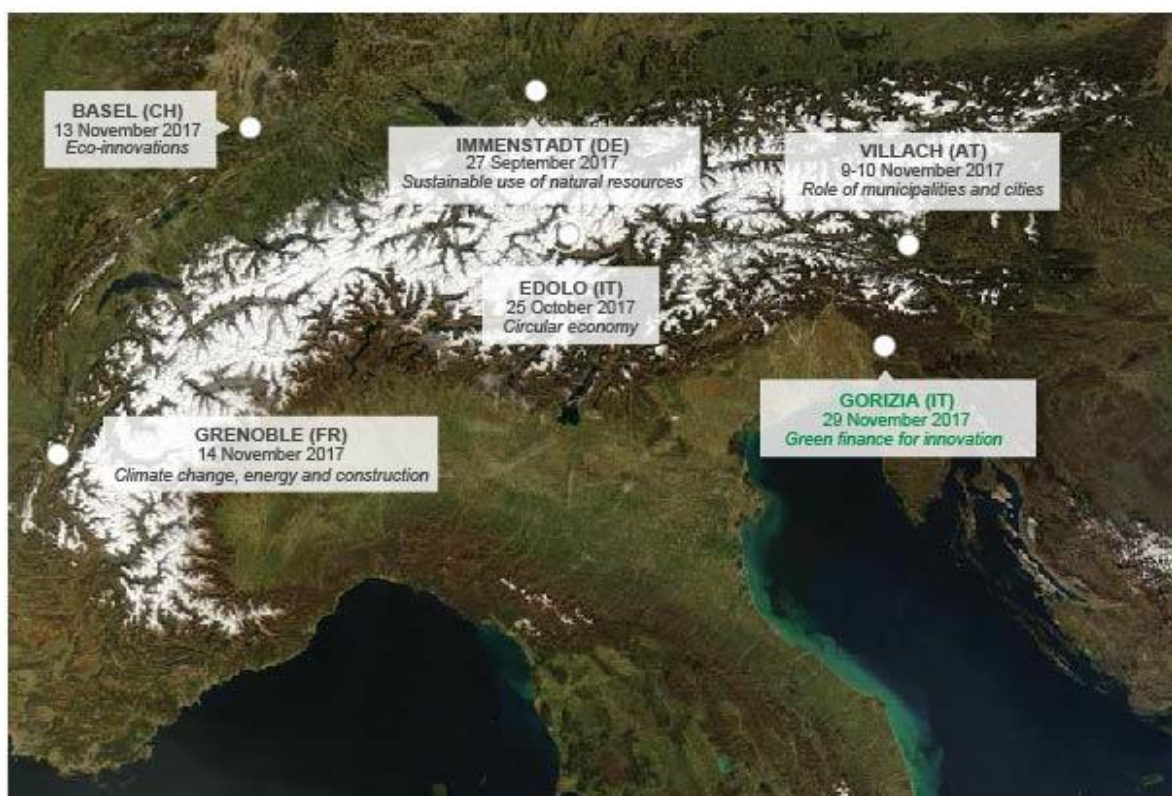 BASEL (CH)
13 November 2017
Eco-innovations
IMMENSTADT (DE)
27 September 2017
Sustainable use of natural resources
VILLACH (AT)
9-10 November 2017
Role of municipalities and cities
EDOLO (IT)
25 October 2017
Circular economy
GORIZIA (IT)
29 November 2017
Green finance for innovation
GRENOBLE (FR)
14 November 2017
Climate change, energy and construction